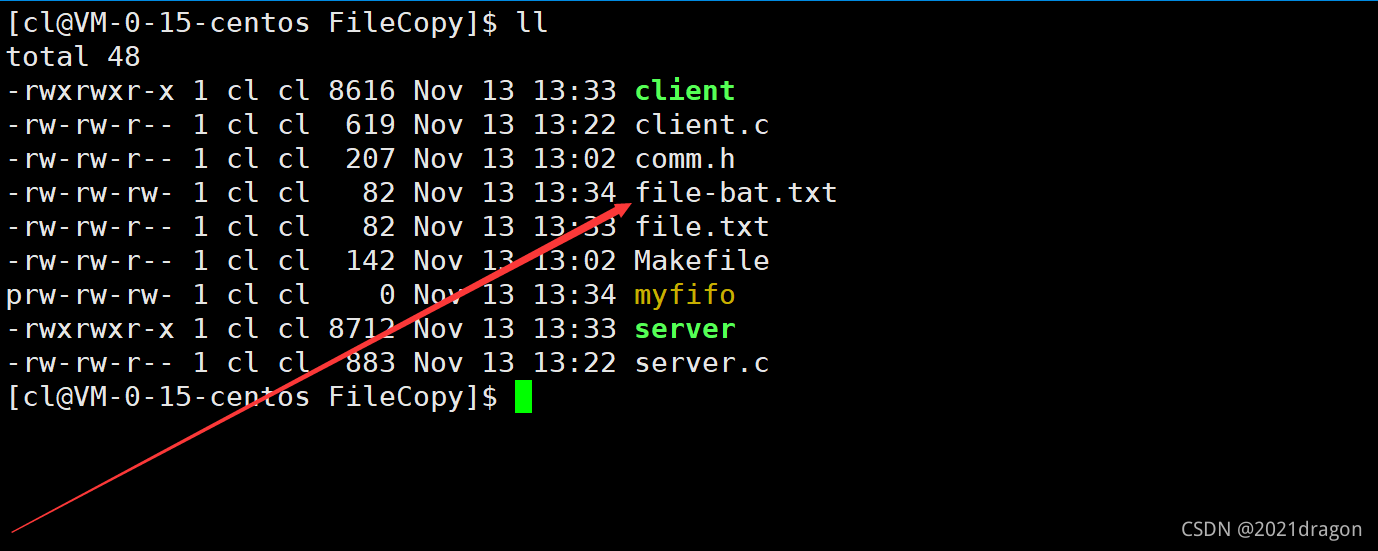 [cl@VM-0-15-centos FileCopy]$ ll
total 48
-rwxrwxr-x 1 cl cl 8616 Nov 13 13:33 client
-rw-rw-r-- 1 cl cl  619 Nov 13 13:22 client.c
-rw-rw-r-- 1 cl cl  207 Nov 13 13:02 comm.h
-rw-rw-rw- 1 cl cl   82 Nov 13 13:34 file-bat.txt
-rw-rw-r-- 1 cl cl   82 Nov 13 13:33 file.txt
-rw-rw-r-- 1 cl cl  142 Nov 13 13:02 Makefile
prw-rw-rw- 1 cl cl    0 Nov 13 13:34 myfifo
-rwxrwxr-x 1 cl cl 8712 Nov 13 13:33 server
-rw-rw-r-- 1 cl cl  883 Nov 13 13:22 server.c
[cl@VM-0-15-centos FileCopy]$
CSDN @2021dragon